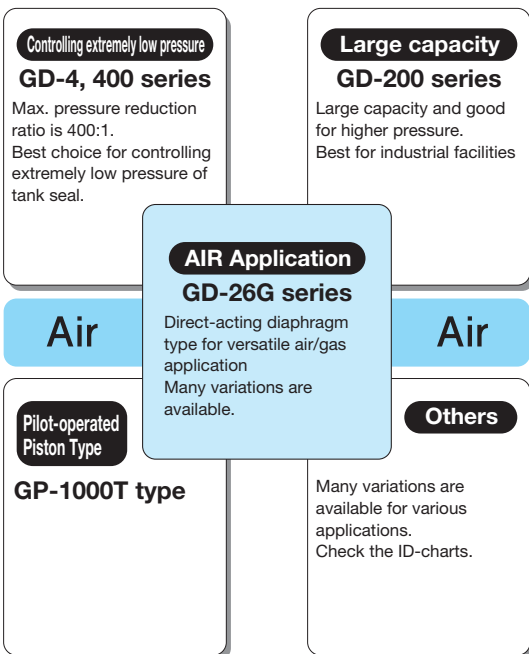 Controlling extremely low pressure
GD-4, 400 series
Max. pressure reduction
ratio is 400:1.
Best choice for controlling
extremely low pressure of
tank seal.
Large capacity
GD-200 series
Large capacity and good
for higher pressure.
Best for industrial facilities
AIR Application
GD-26G series
Direct-acting diaphragm
type for versatile air/gas
application
Many variations are
available.
Air
Air
Pilot-operated
Piston Type
GP-1000T type
Others
Many variations are
available for various
applications.
Check the ID-charts.